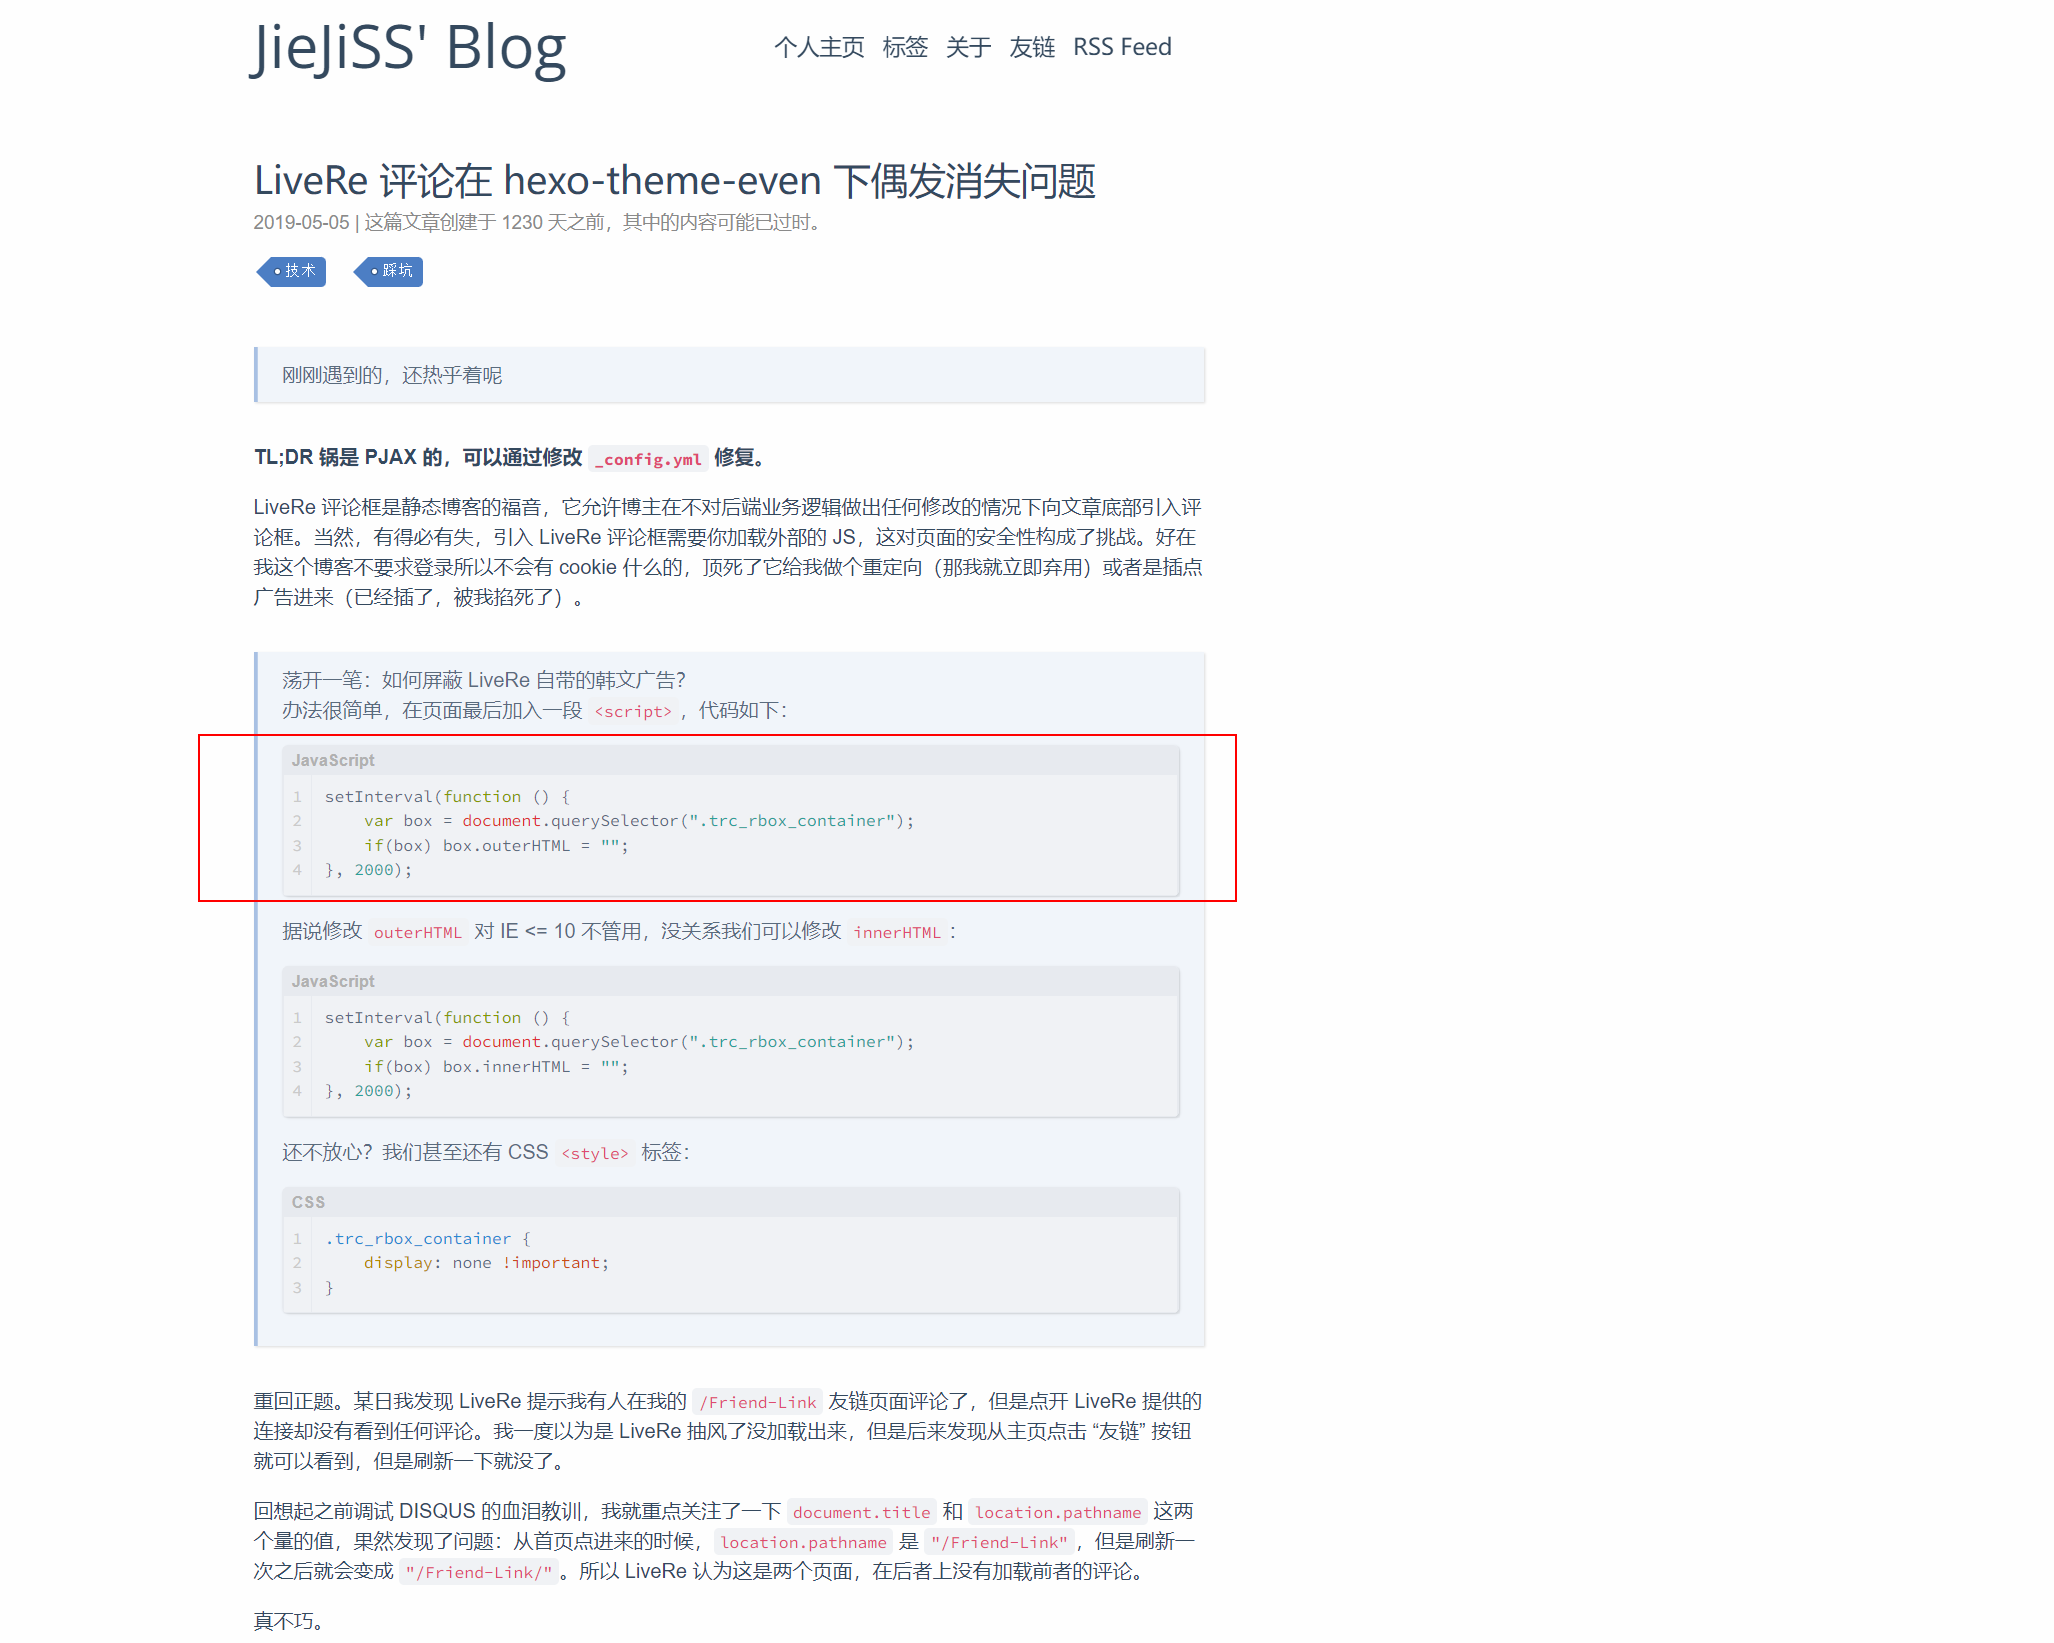 JieJiSS' Blog
个人主页 标签 关于 友链 RSS Feed
LiveRe 评论在 hexo-theme-even 下偶发消失问题
2019-05-05 | 这篇文章创建于 1230 天之前，其中的内容可能已过时。
技术 踩坑
刚刚遇到的，还热乎着呢
TL;DR 锅是 PJAX 的，可以通过修改 _config.yml 修复。
LiveRe 评论框是静态博客的福音，它允许博主在不对后端业务逻辑做出任何修改的情况下向文章底部引入评
论框。当然，有得必有失，引入 LiveRe 评论框需要你加载外部的 JS，这对页面的安全性构成了挑战。好在
我这个博客不要求登录所以不会有 cookie 什么的，顶死了它给我做个重定向（那我就立即弃用）或者是插点
广告进来（已经插了，被我掐死了）。
荡开一笔：如何屏蔽 LiveRe 自带的韩文广告？
办法很简单，在页面最后加入一段 <script>，代码如下：
JavaScript
1 setInterval(function () {
2     var box = document.querySelector(".trc_rbox_container");
3     if(box) box.outerHTML = "";
4 }, 2000);
据说修改 outerHTML 对 IE <= 10 不管用，没关系我们可以修改 innerHTML：
JavaScript
1 setInterval(function () {
2     var box = document.querySelector(".trc_rbox_container");
3     if(box) box.innerHTML = "";
4 }, 2000);
还不放心？我们甚至还有 CSS <style> 标签：
CSS
1 .trc_rbox_container {
2     display: none !important;
3 }
重回正题。某日我发现 LiveRe 提示我有人在我的 /Friend-Link 友链页面评论了，但是点开 LiveRe 提供的
连接却没有看到任何评论。我一度以为是 LiveRe 抽风了没加载出来，但是后来发现从主页点击 “友链” 按钮
就可以看到，但是刷新一下就没了。
回想起之前调试 DISQUS 的血泪教训，我就重点关注了一下 document.title 和 location.pathname 这两
个量的值，果然发现了问题：从首页点进来的时候，location.pathname 是 "/Friend-Link"，但是刷新一
次之后就会变成 "/Friend-Link/"。所以 LiveRe 认为这是两个页面，在后者上没有加载前者的评论。
真不巧。